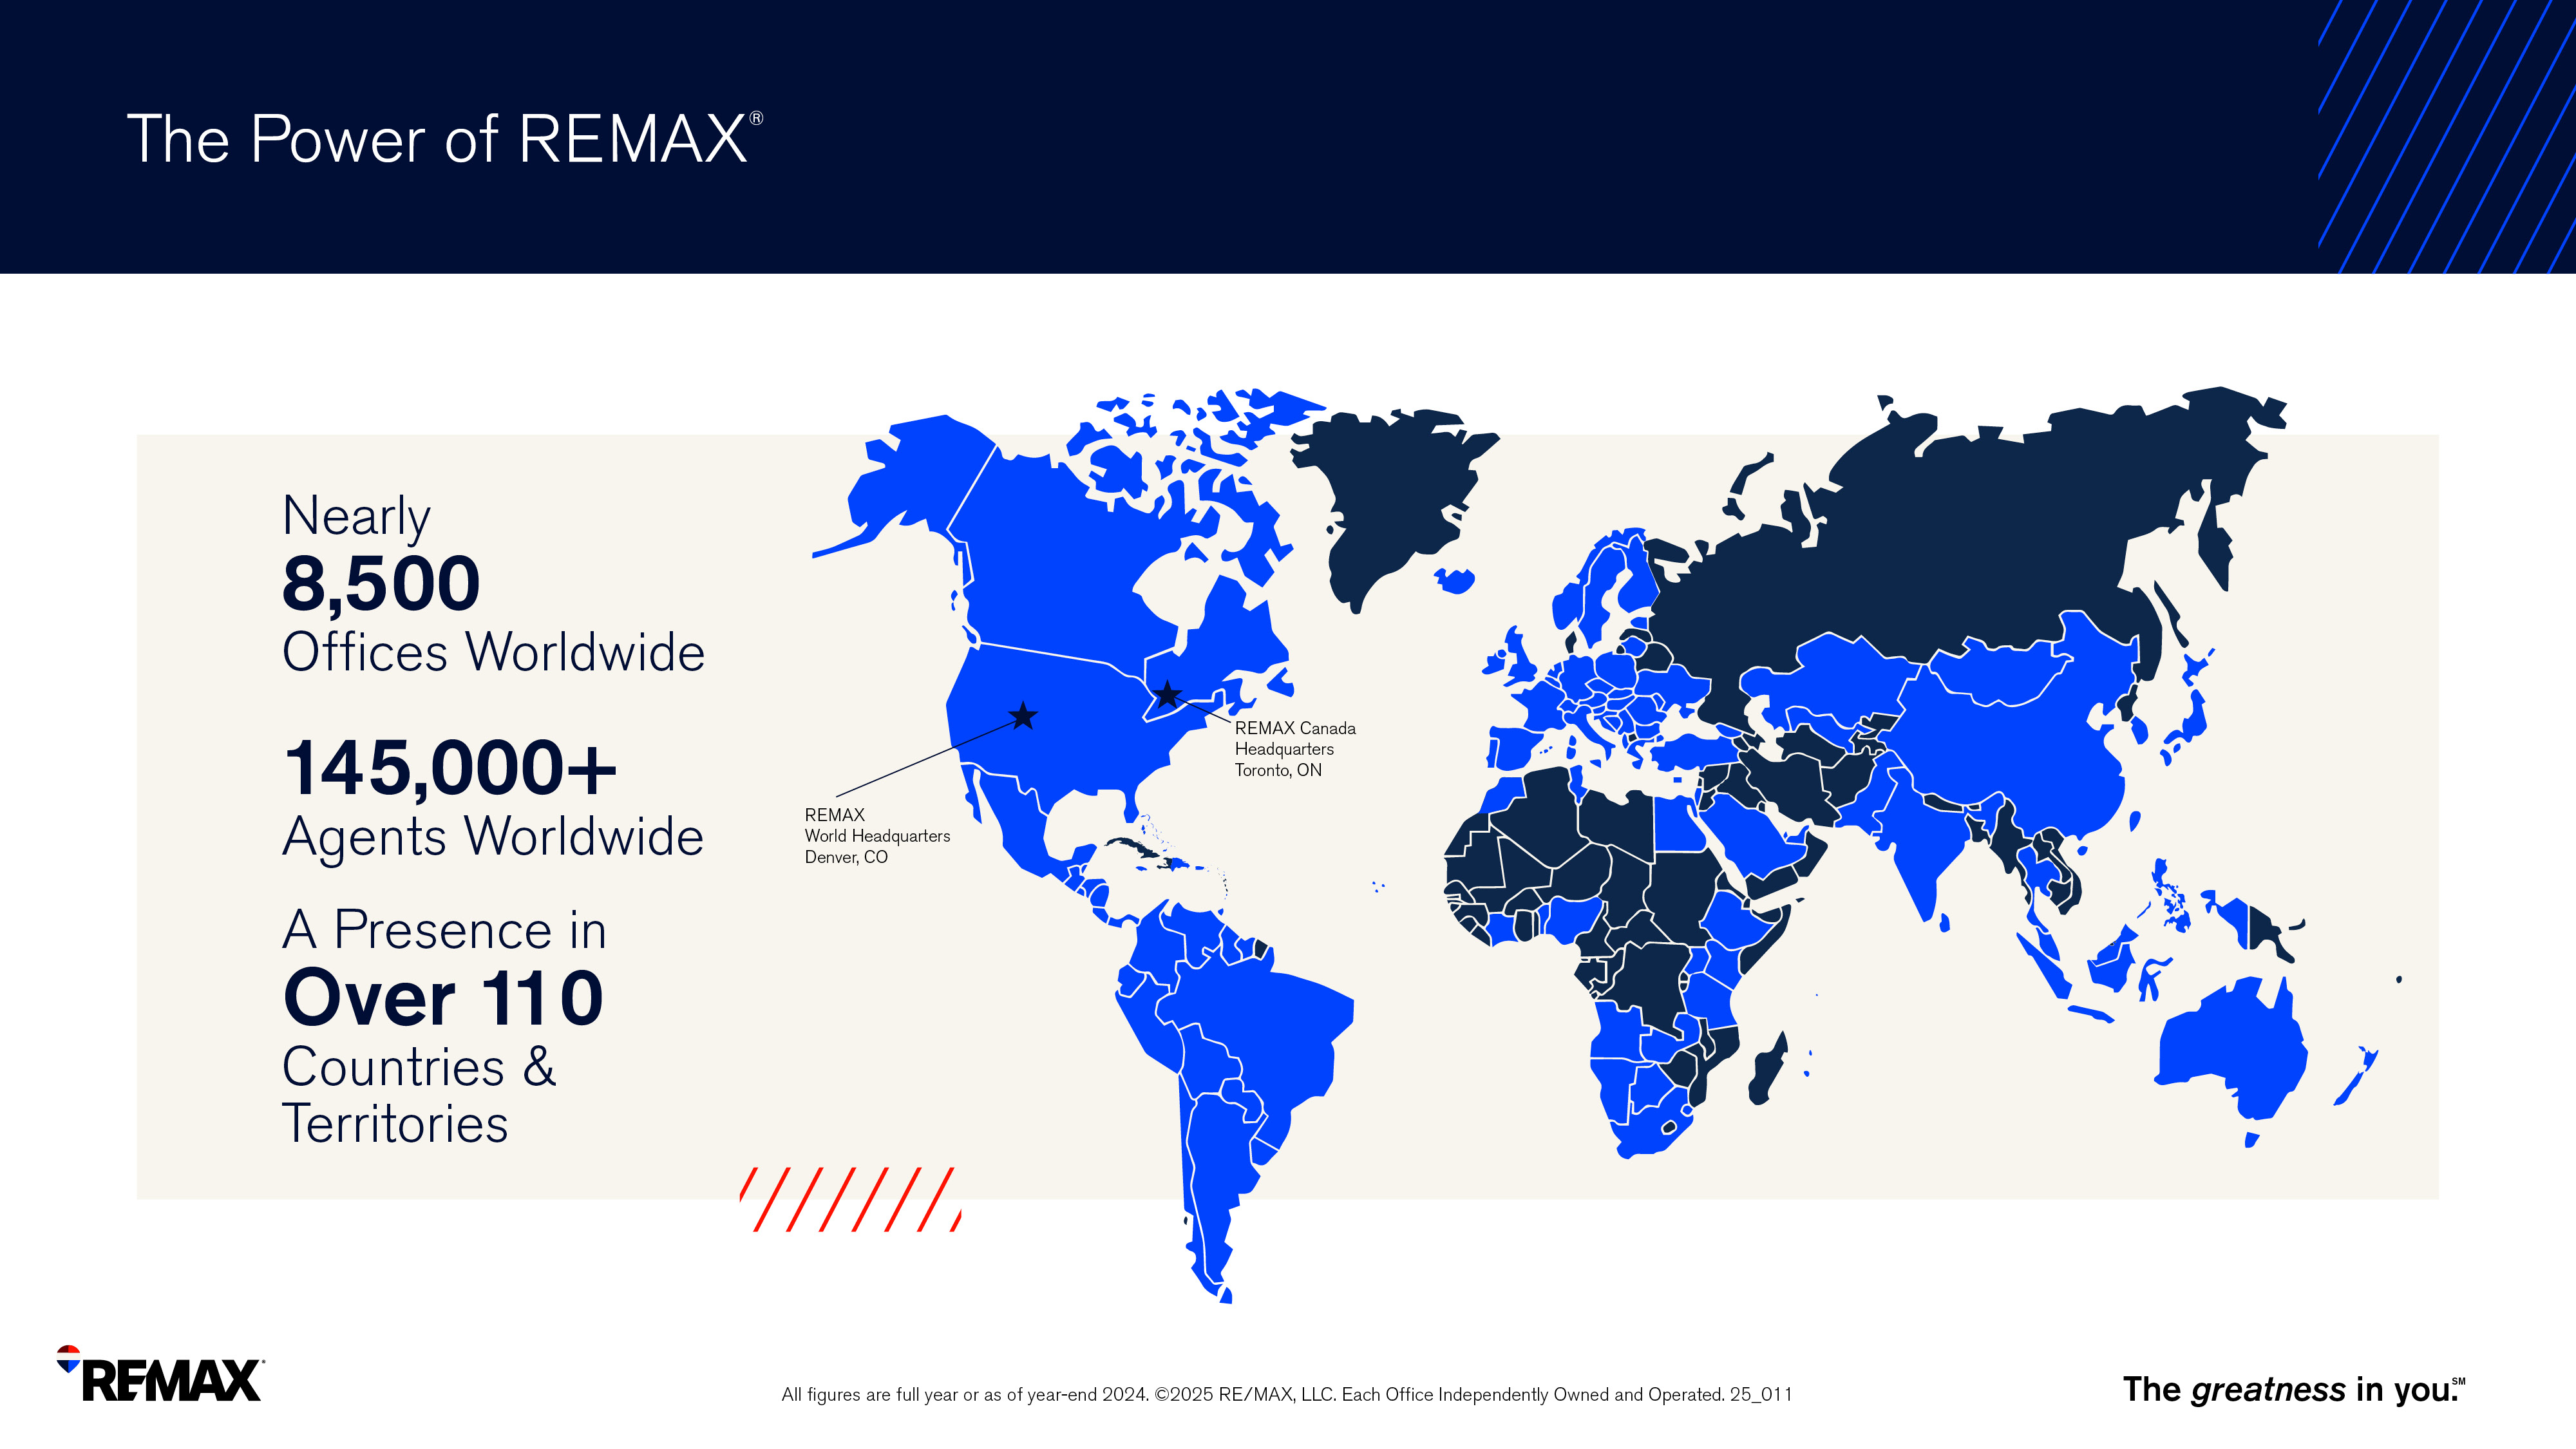 The Power of REMAX®
Nearly
8,500
Offices Worldwide
145,000+
Agents Worldwide
A Presence in
Over 110
Countries &
Territories
REMAX
World Headquarters
Denver, CO
REMAX Canada
Headquarters
Toronto, ON
REMAX®
All figures are full year or as of year-end 2024. ©2025 RE/MAX, LLC. Each Office Independently Owned and Operated. 25_011
The greatness in you.℠